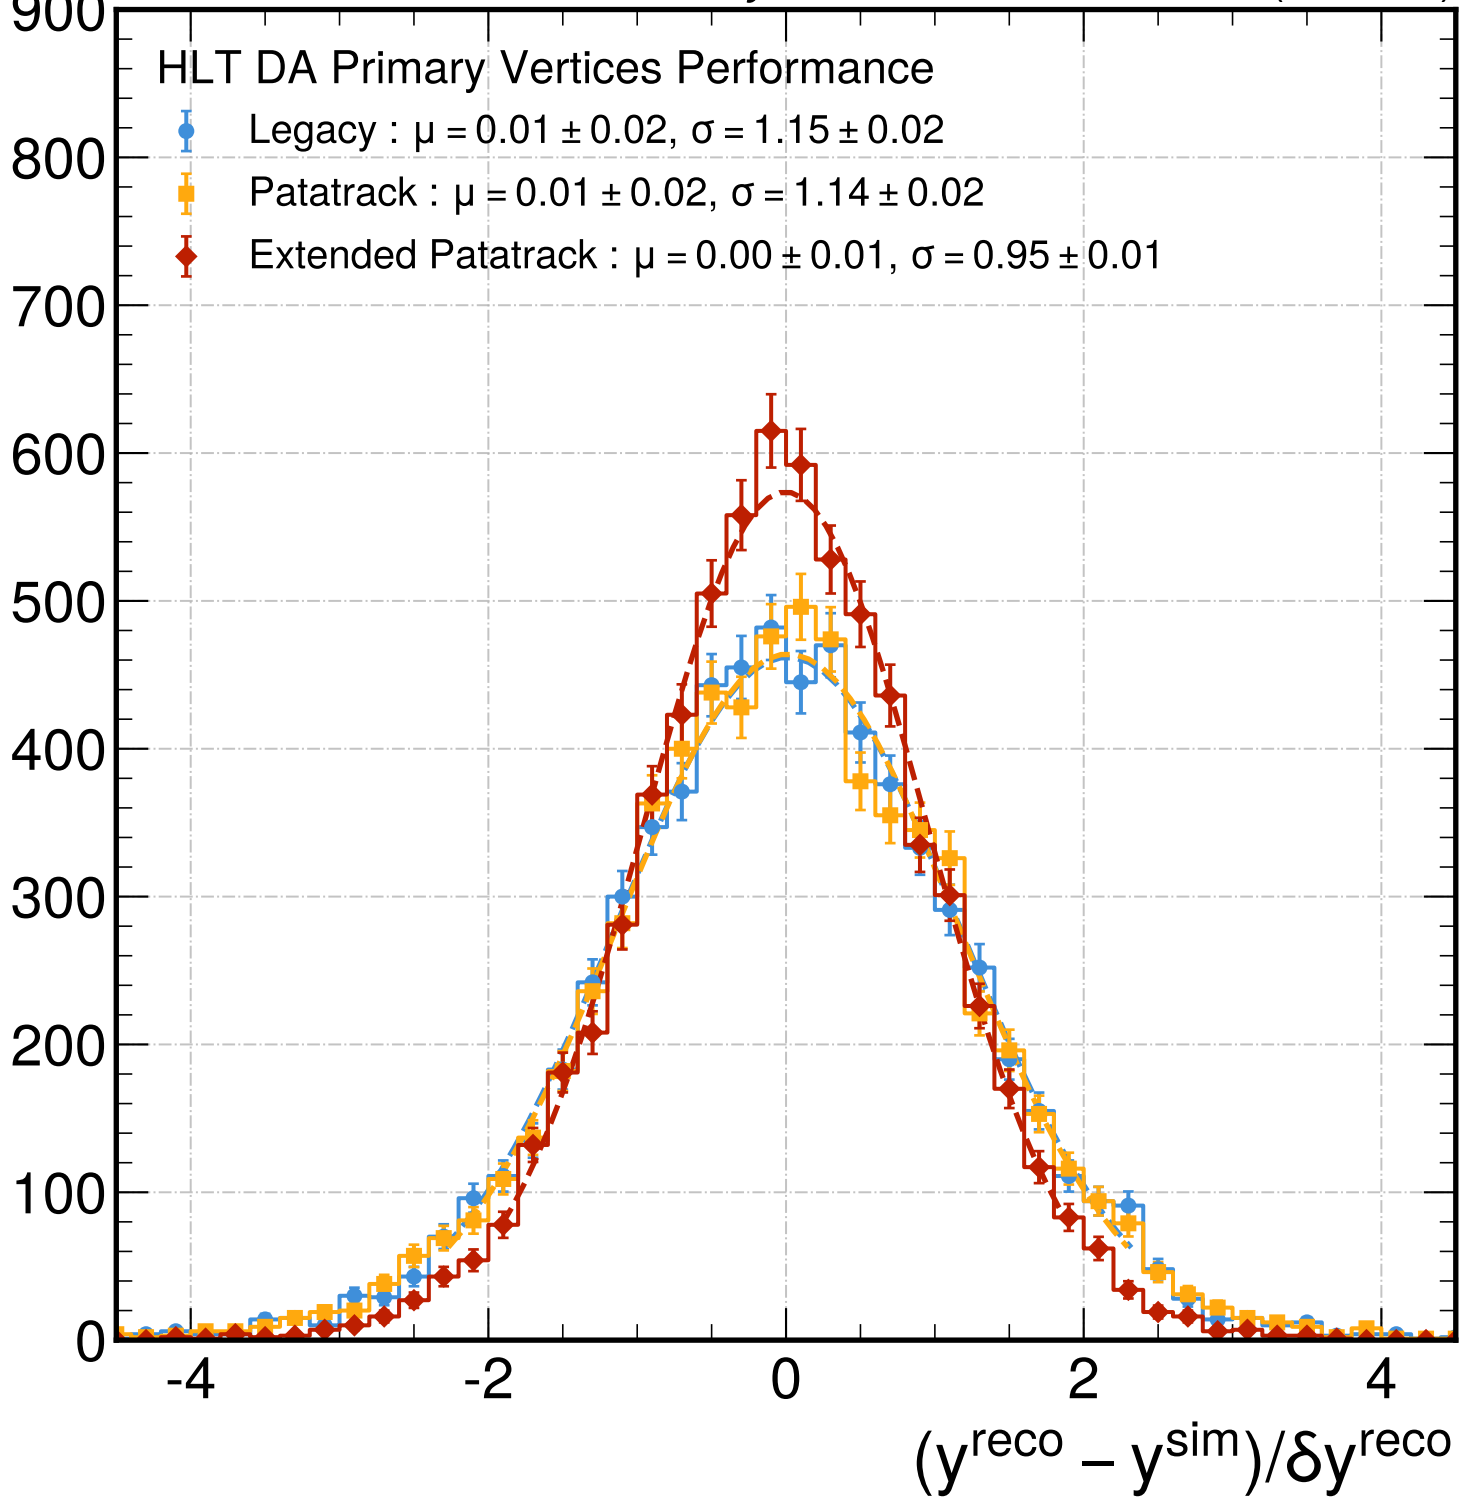 900
HLT DA Primary Vertices Performance
Legacy : μ = 0.01 ± 0.02, σ = 1.15 ± 0.02
800
Patatrack : μ = 0.01 ± 0.02, σ = 1.14 ± 0.02
Extended Patatrack : μ = 0.00 ± 0.01, σ = 0.95 ± 0.01
700
600
500
400
300
200
100
0
-4 -2 0 2 4
(y^reco – y^sim)/δy^reco